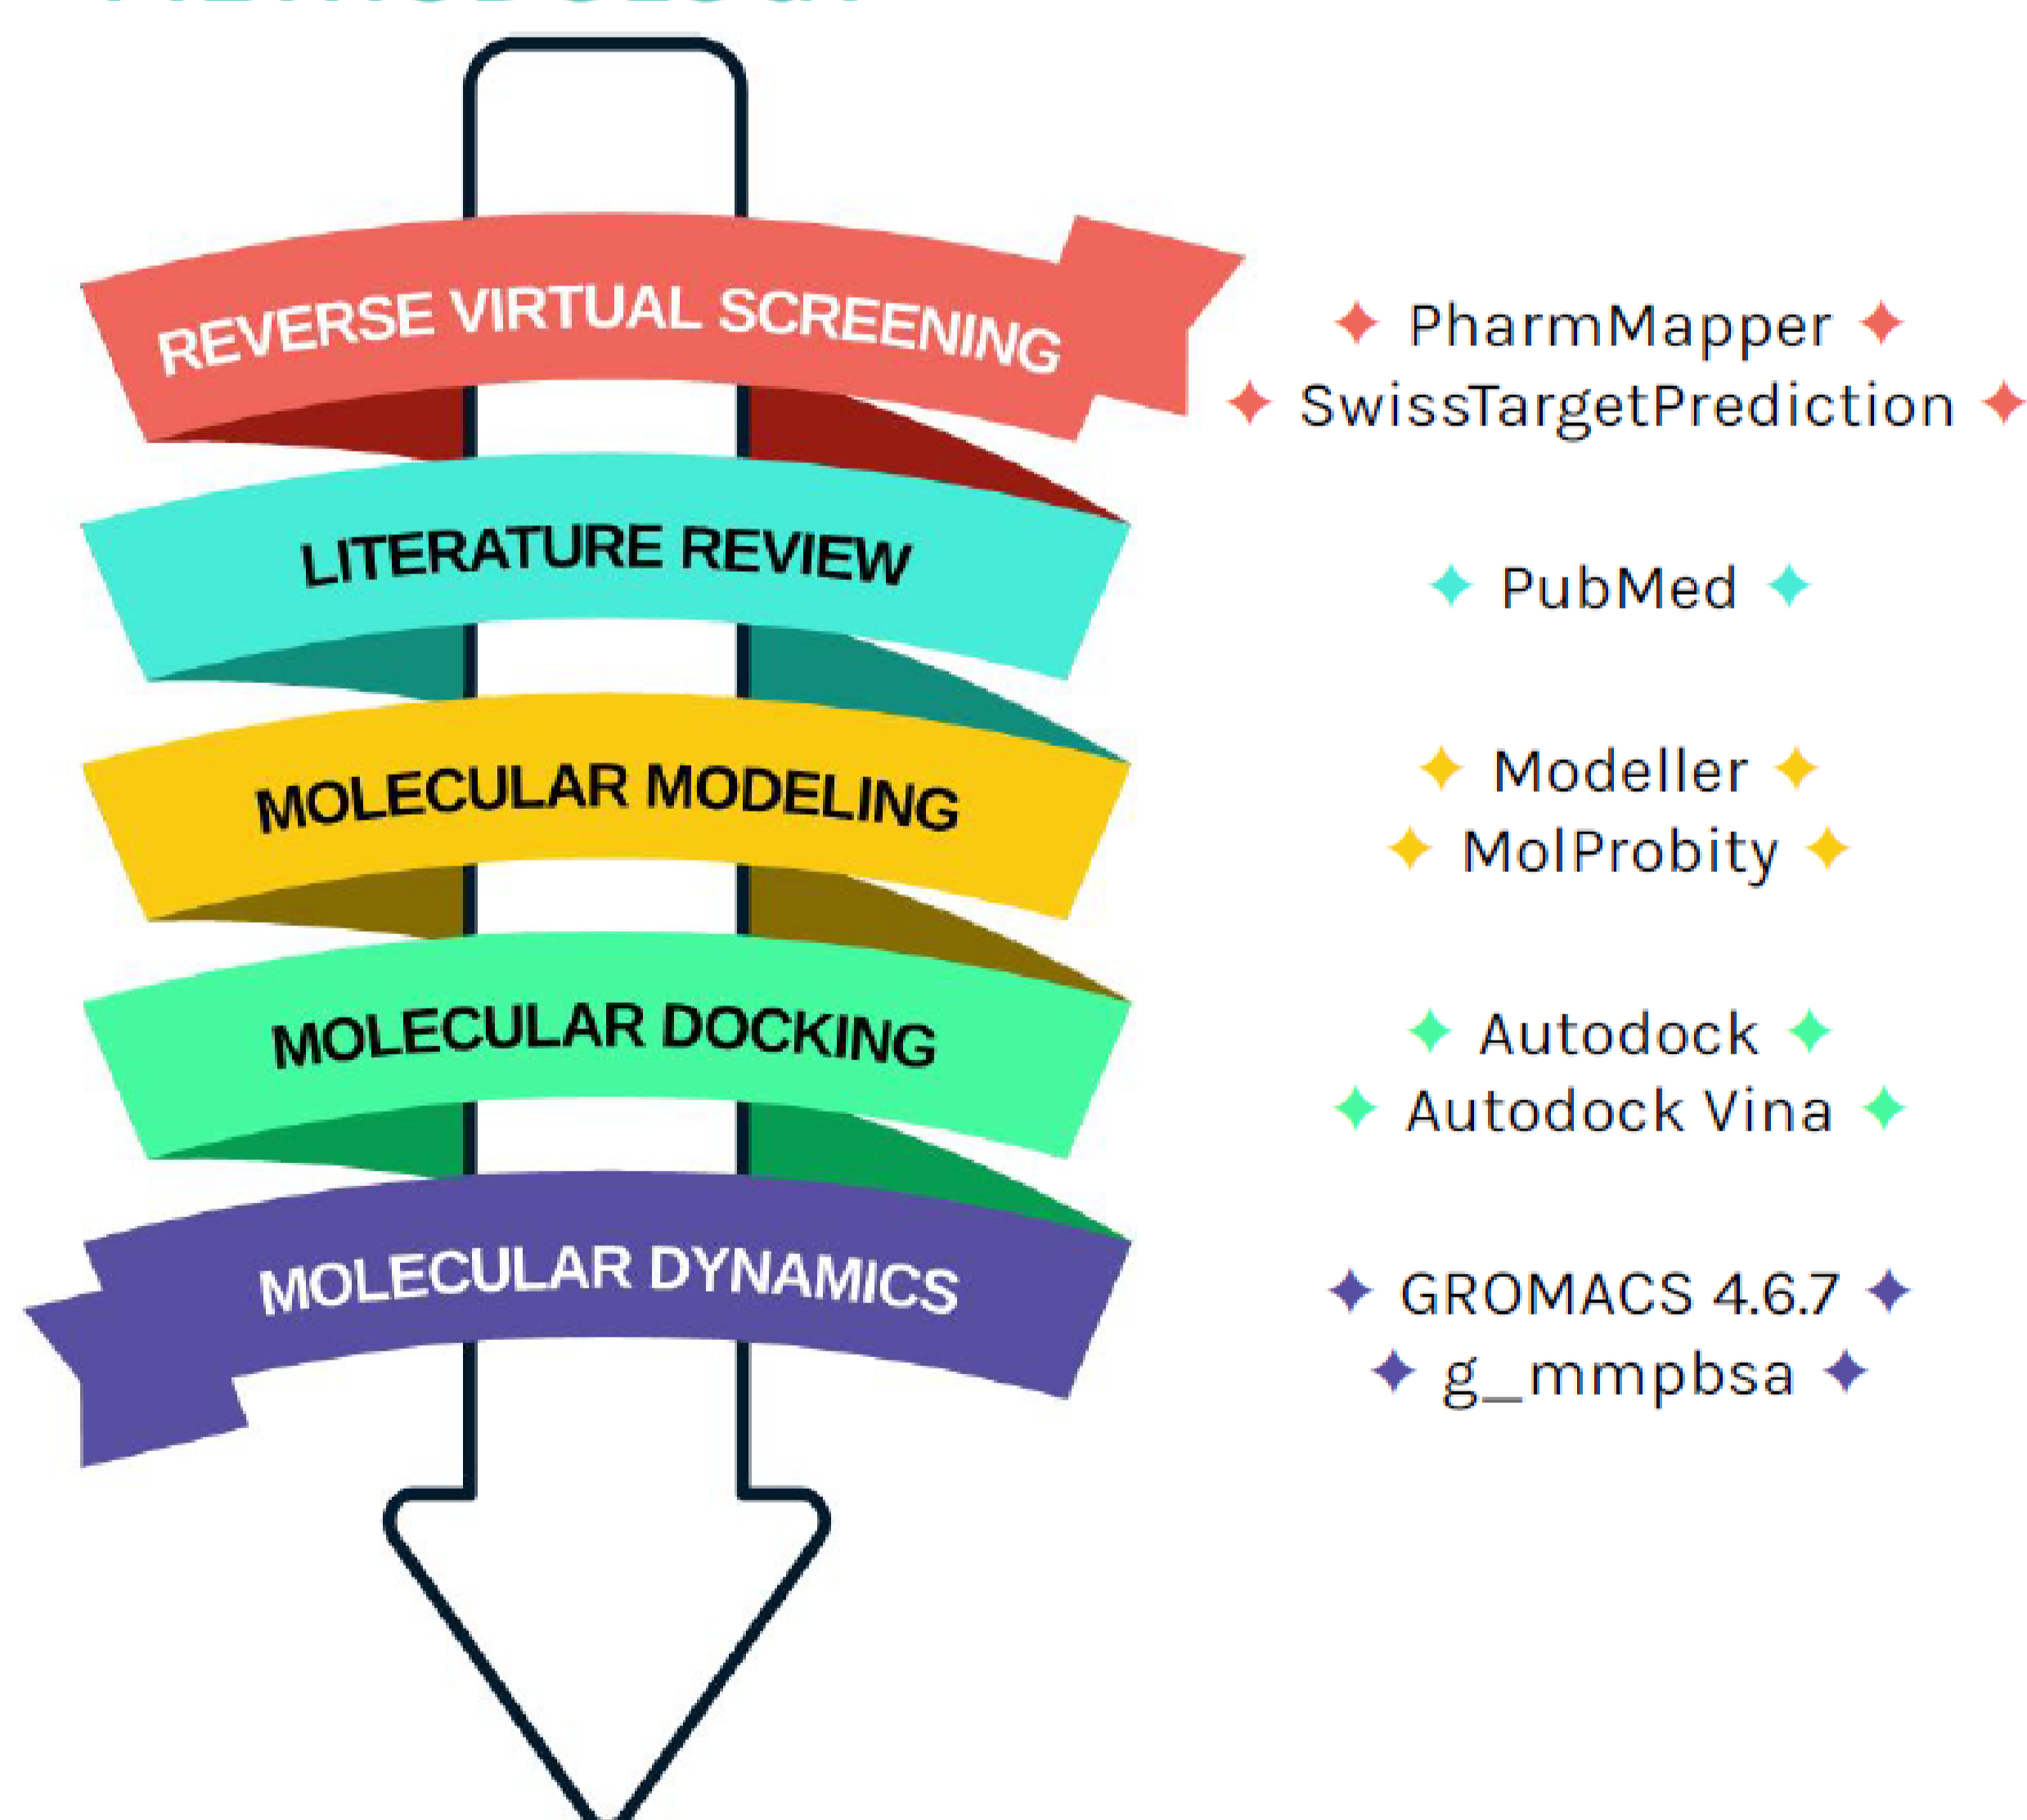 REVERSE VIRTUAL SCREENING
PharmMapper
SwissTargetPrediction
LITERATURE REVIEW
PubMed
MOLECULAR MODELING
Modeller
MolProbity
MOLECULAR DOCKING
Autodock
Autodock Vina
MOLECULAR DYNAMICS
GROMACS 4.6.7
g_mmpbsa